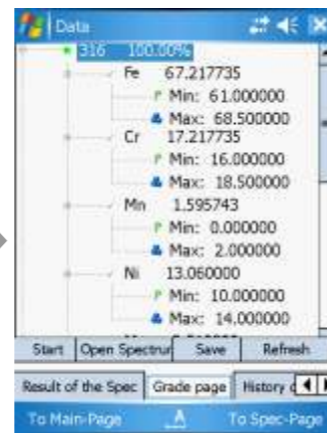 Data
316 100.00%
Fe 67.217735
Min: 61.000000
Max: 68.500000
Cr 17.217735
Min: 16.000000
Max: 18.500000
Mn 1.595743
Min: 0.000000
Max: 2.000000
Ni 13.060000
Min: 10.000000
Max: 14.000000
Start Open Spectrur Save Refresh
Result of the Spec Grade page History
To Main-Page A To Spec-Page